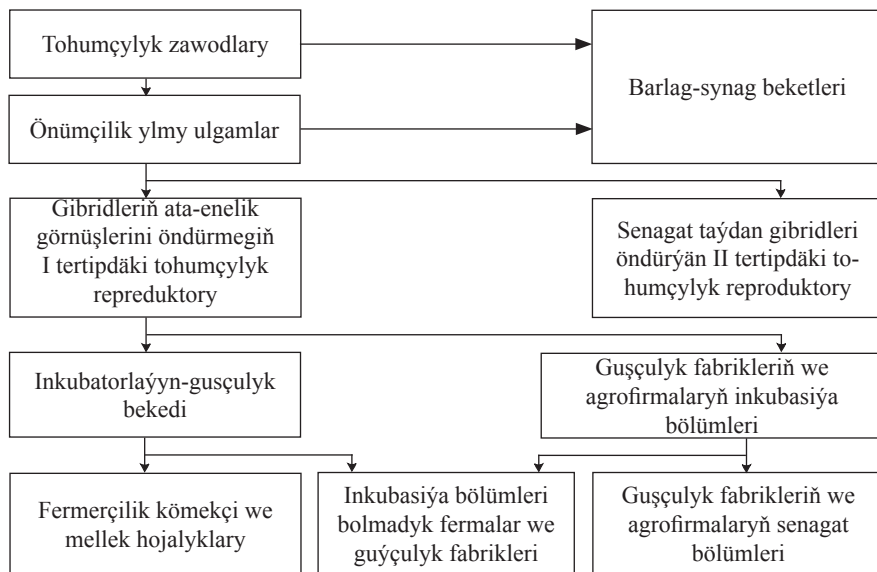 Tohumçylyk zawodlary
Barlag-synag beketleri
Önümçilik ylmy ulgamlar
Gibridleriň ata-enelik
görnüşlerini öndürmegiň
I tertipdäki tohumçylyk
repreduktory
Senagat taýdan gibridleri
öndürýän II tertipdäki to-
humçylyk reproduktory
Inkubatorlaýyn-gusçulyk
bekedi
Guşçulyk fabrikleriň we
agrofirmalaryň inkubasiýa
bölümleri
Fermerçilik kömekçi we
mellek hojalyklary
Inkubasiýa bölümleri
bolmadyk fermalar we
guýçulyk fabrikleri
Guşçulyk fabrikleriň we
agrofirmalaryň senagat
bölümleri